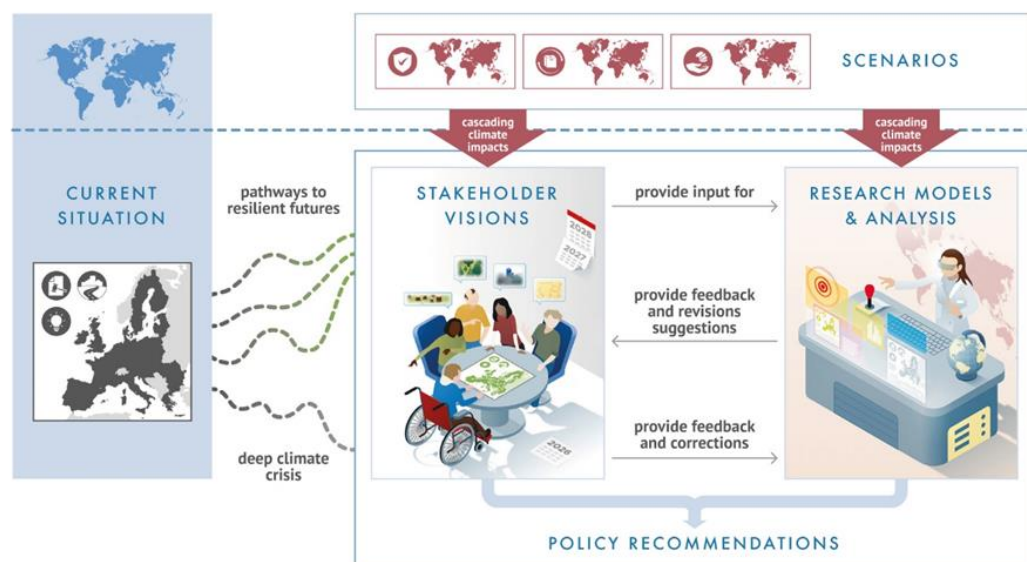 SCENARIOS
cascading
climate
impacts
cascading
climate
impacts
CURRENT
SITUATION
pathways to
resilient futures
deep climate
crisis
STAKEHOLDER
VISIONS
2028
2027
2026
provide input for
provide feedback
and revisions
suggestions
provide feedback
and corrections
RESEARCH MODELS
& ANALYSIS
POLICY RECOMMENDATIONS